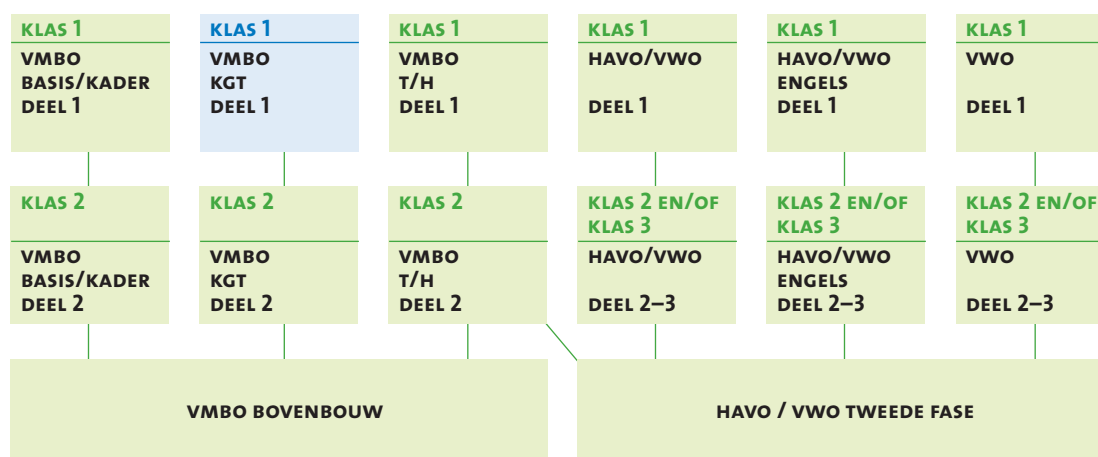 KLAS 1
VMBO
BASIS/KADER
DEEL 1
KLAS 1
VMBO
KGT
DEEL 1
KLAS 1
VMBO
T/H
DEEL 1
KLAS 1
HAVO/VWO
DEEL 1
KLAS 1
HAVO/VWO
ENGELS
DEEL 1
KLAS 1
VWO
DEEL 1
KLAS 2
VMBO
BASIS/KADER
DEEL 2
KLAS 2
VMBO
KGT
DEEL 2
KLAS 2
VMBO
T/H
DEEL 2
KLAS 2 EN/OF
KLAS 3
HAVO/VWO
DEEL 2–3
KLAS 2 EN/OF
KLAS 3
HAVO/VWO
ENGELS
DEEL 2–3
KLAS 2 EN/OF
KLAS 3
VWO
DEEL 2–3
VMBO BOVENBOUW
HAVO / VWO TWEEDE FASE